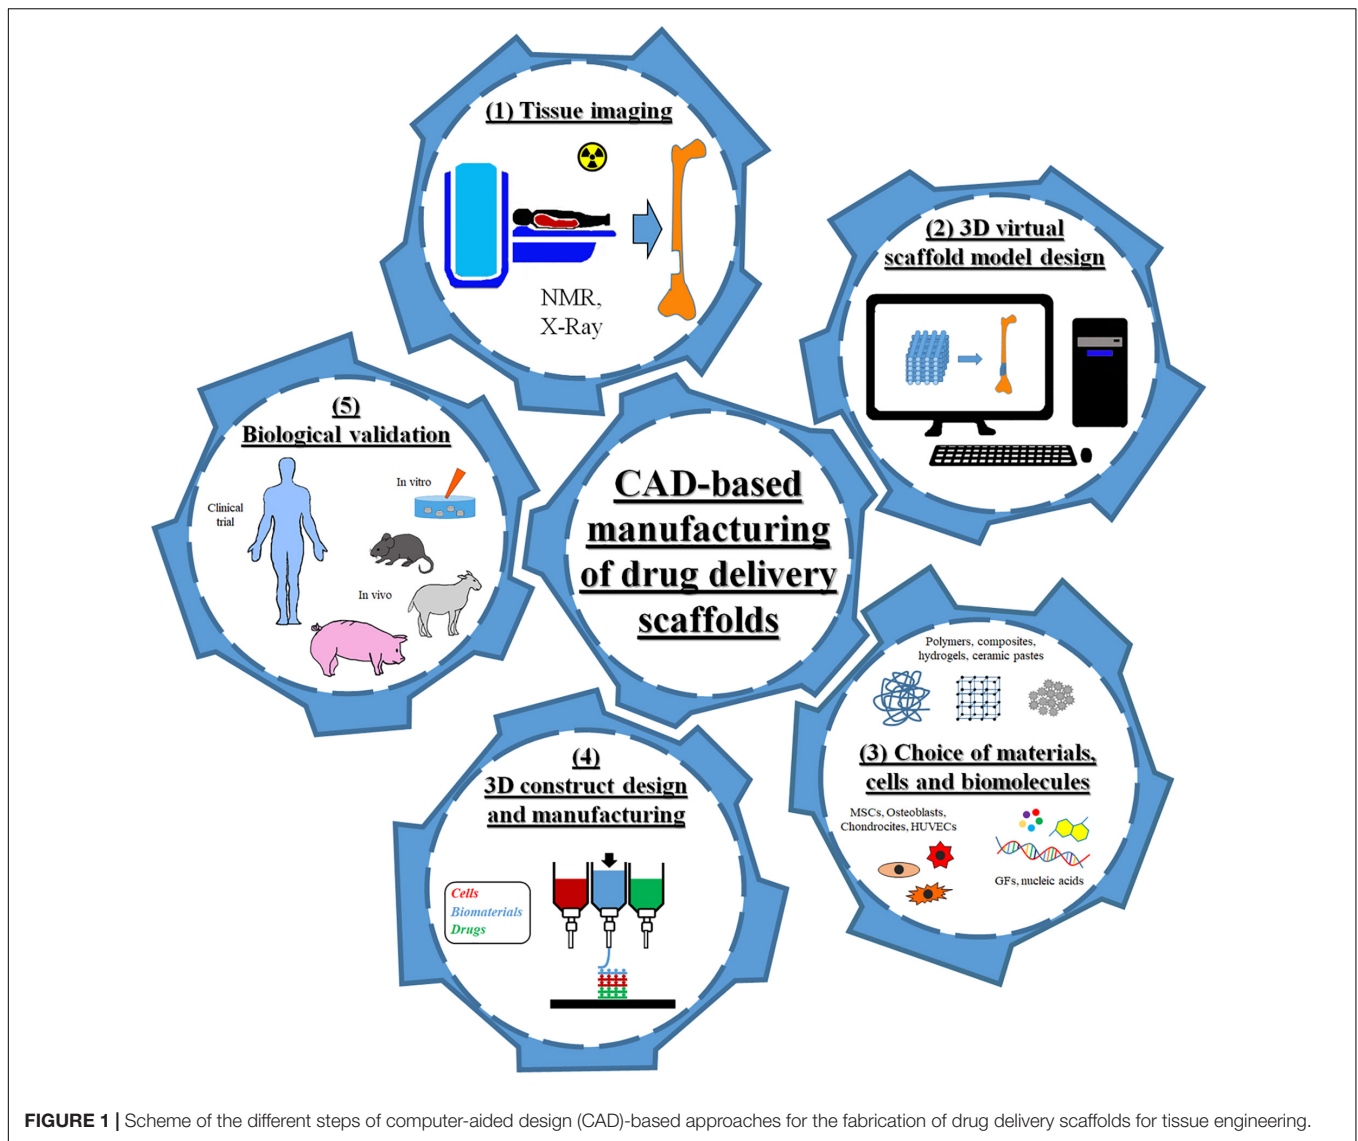 (1) Tissue imaging
NMR,
X-Ray
(2) 3D virtual
scaffold model design
(5)
Biological validation
Clinical
trial
In vitro
In vivo
CAD-based
manufacturing
of drug delivery
scaffolds
Polymers, composites,
hydrogels, ceramic pastes
(3) Choice of materials,
cells and biomolecules
MSCs, Osteoblasts,
Chondrocites, HUVECs
GFs, nucleic acids
(4)
3D construct design
and manufacturing
Cells
Biomaterials
Drugs
FIGURE 1 | Scheme of the different steps of computer-aided design (CAD)-based approaches for the fabrication of drug delivery scaffolds for tissue engineering.